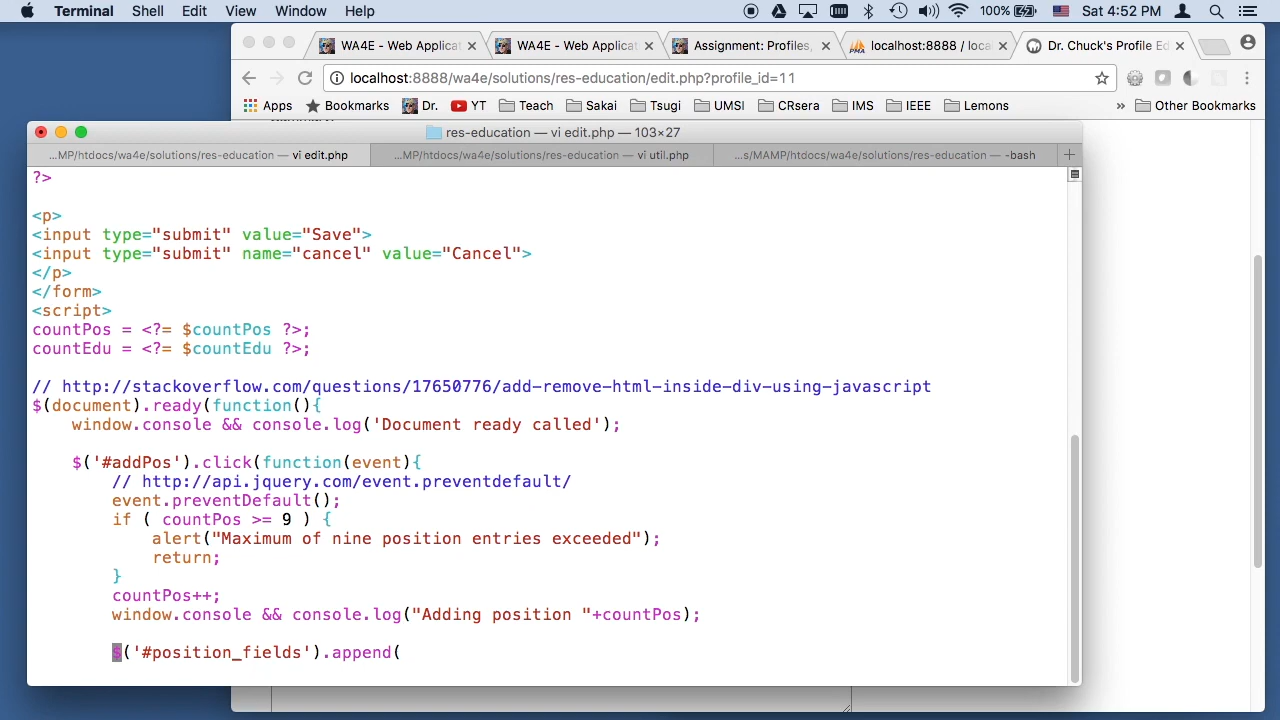 Terminal Shell Edit View Window Help 100% Sat 4:52 PM
WA4E - Web Applicat WA4E - Web Applicat Assignment: Profiles, localhost:8888 / loca Dr. Chuck's Profile Ed
localhost:8888/wa4e/solutions/res-education/edit.php?profile_id=11
Apps Bookmarks Dr. YT Teach Sakai Tsugi UMSI CRsera IMS IEEE Lemons » Other Bookmarks
res-education — vi edit.php — 103×27
...MP/htdocs/wa4e/solutions/res-education — vi edit.php ...MP/htdocs/wa4e/solutions/res-education — vi util.php ...s/MAMP/htdocs/wa4e/solutions/res-education — -bash
?>
<p>
<input type="submit" value="Save">
<input type="submit" name="cancel" value="Cancel">
</p>
</form>
<script>
countPos = <?= $countPos ?>;
countEdu = <?= $countEdu ?>;
// http://stackoverflow.com/questions/17650776/add-remove-html-inside-div-using-javascript
$(document).ready(function(){
window.console && console.log('Document ready called');
$('#addPos').click(function(event){
// http://api.jquery.com/event.preventdefault/
event.preventDefault();
if ( countPos >= 9 ) {
alert("Maximum of nine position entries exceeded");
return;
}
countPos++;
window.console && console.log("Adding position "+countPos);
$('#position_fields').append(